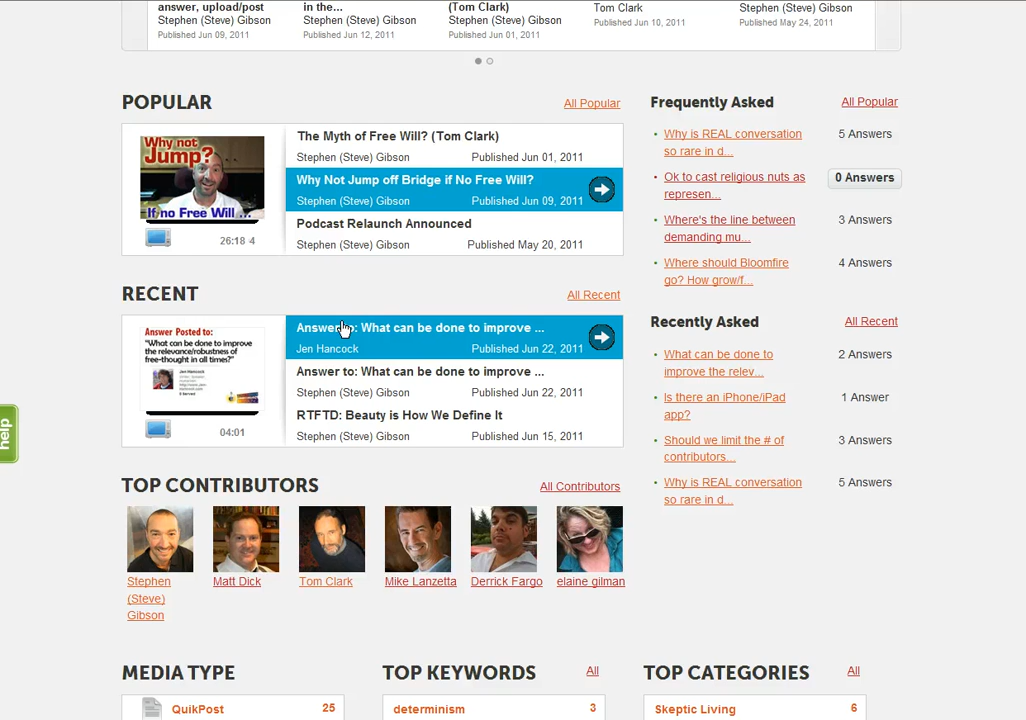 answer, upload/post
Stephen (Steve) Gibson
Published Jun 09, 2011
in the...
Stephen (Steve) Gibson
Published Jun 12, 2011
(Tom Clark)
Stephen (Steve) Gibson
Published Jun 01, 2011
Tom Clark
Published Jun 10, 2011
Stephen (Steve) Gibson
Published May 24, 2011
POPULAR
All Popular
Why not
Jump?
If no Free Will ...
26:18 4
The Myth of Free Will? (Tom Clark)
Stephen (Steve) Gibson Published Jun 01, 2011
Why Not Jump off Bridge if No Free Will?
Stephen (Steve) Gibson Published Jun 09, 2011
Podcast Relaunch Announced
Stephen (Steve) Gibson Published May 20, 2011
RECENT
All Recent
Answer Posted to:
"What can be done to improve
the relevance/robustness of
free-thought in all times?"
Jen Hancock
04:01
Answer to: What can be done to improve ...
Jen Hancock Published Jun 22, 2011
Answer to: What can be done to improve ...
Stephen (Steve) Gibson Published Jun 22, 2011
RTFTD: Beauty is How We Define It
Stephen (Steve) Gibson Published Jun 15, 2011
TOP CONTRIBUTORS
All Contributors
Stephen
(Steve)
Gibson
Matt Dick
Tom Clark
Mike Lanzetta
Derrick Fargo
elaine gilman
Frequently Asked
All Popular
Why is REAL conversation 5 Answers
so rare in d...
Ok to cast religious nuts as 0 Answers
represen...
Where's the line between 3 Answers
demanding mu...
Where should Bloomfire 4 Answers
go? How grow/f...
Recently Asked
All Recent
What can be done to 2 Answers
improve the relev...
Is there an iPhone/iPad 1 Answer
app?
Should we limit the # of 3 Answers
contributors...
Why is REAL conversation 5 Answers
so rare in d...
help
MEDIA TYPE
QuikPost 25
TOP KEYWORDS All
determinism 3
TOP CATEGORIES All
Skeptic Living 6